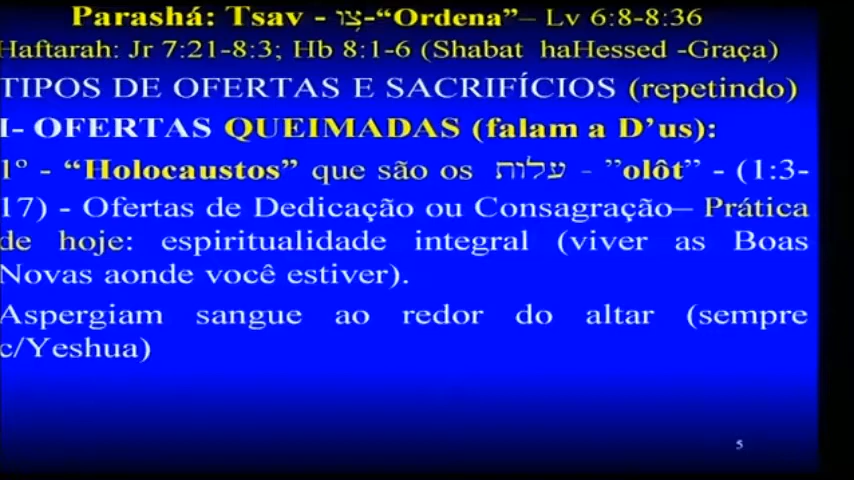 Parashá: Tsav - צַו-“Ordena”– Lv 6:8-8:36
Haftarah: Jr 7:21-8:3; Hb 8:1-6 (Shabat haHessed -Graça)
TIPOS DE OFERTAS E SACRIFÍCIOS (repetindo)
I- OFERTAS QUEIMADAS (falam a D’us):
1º - “Holocaustos” que são os עלות - ”olôt” - (1:3-
17) - Ofertas de Dedicação ou Consagração– Prática
de hoje: espiritualidade integral (viver as Boas
Novas aonde você estiver).
Aspergiam sangue ao redor do altar (sempre
c/Yeshua)
5